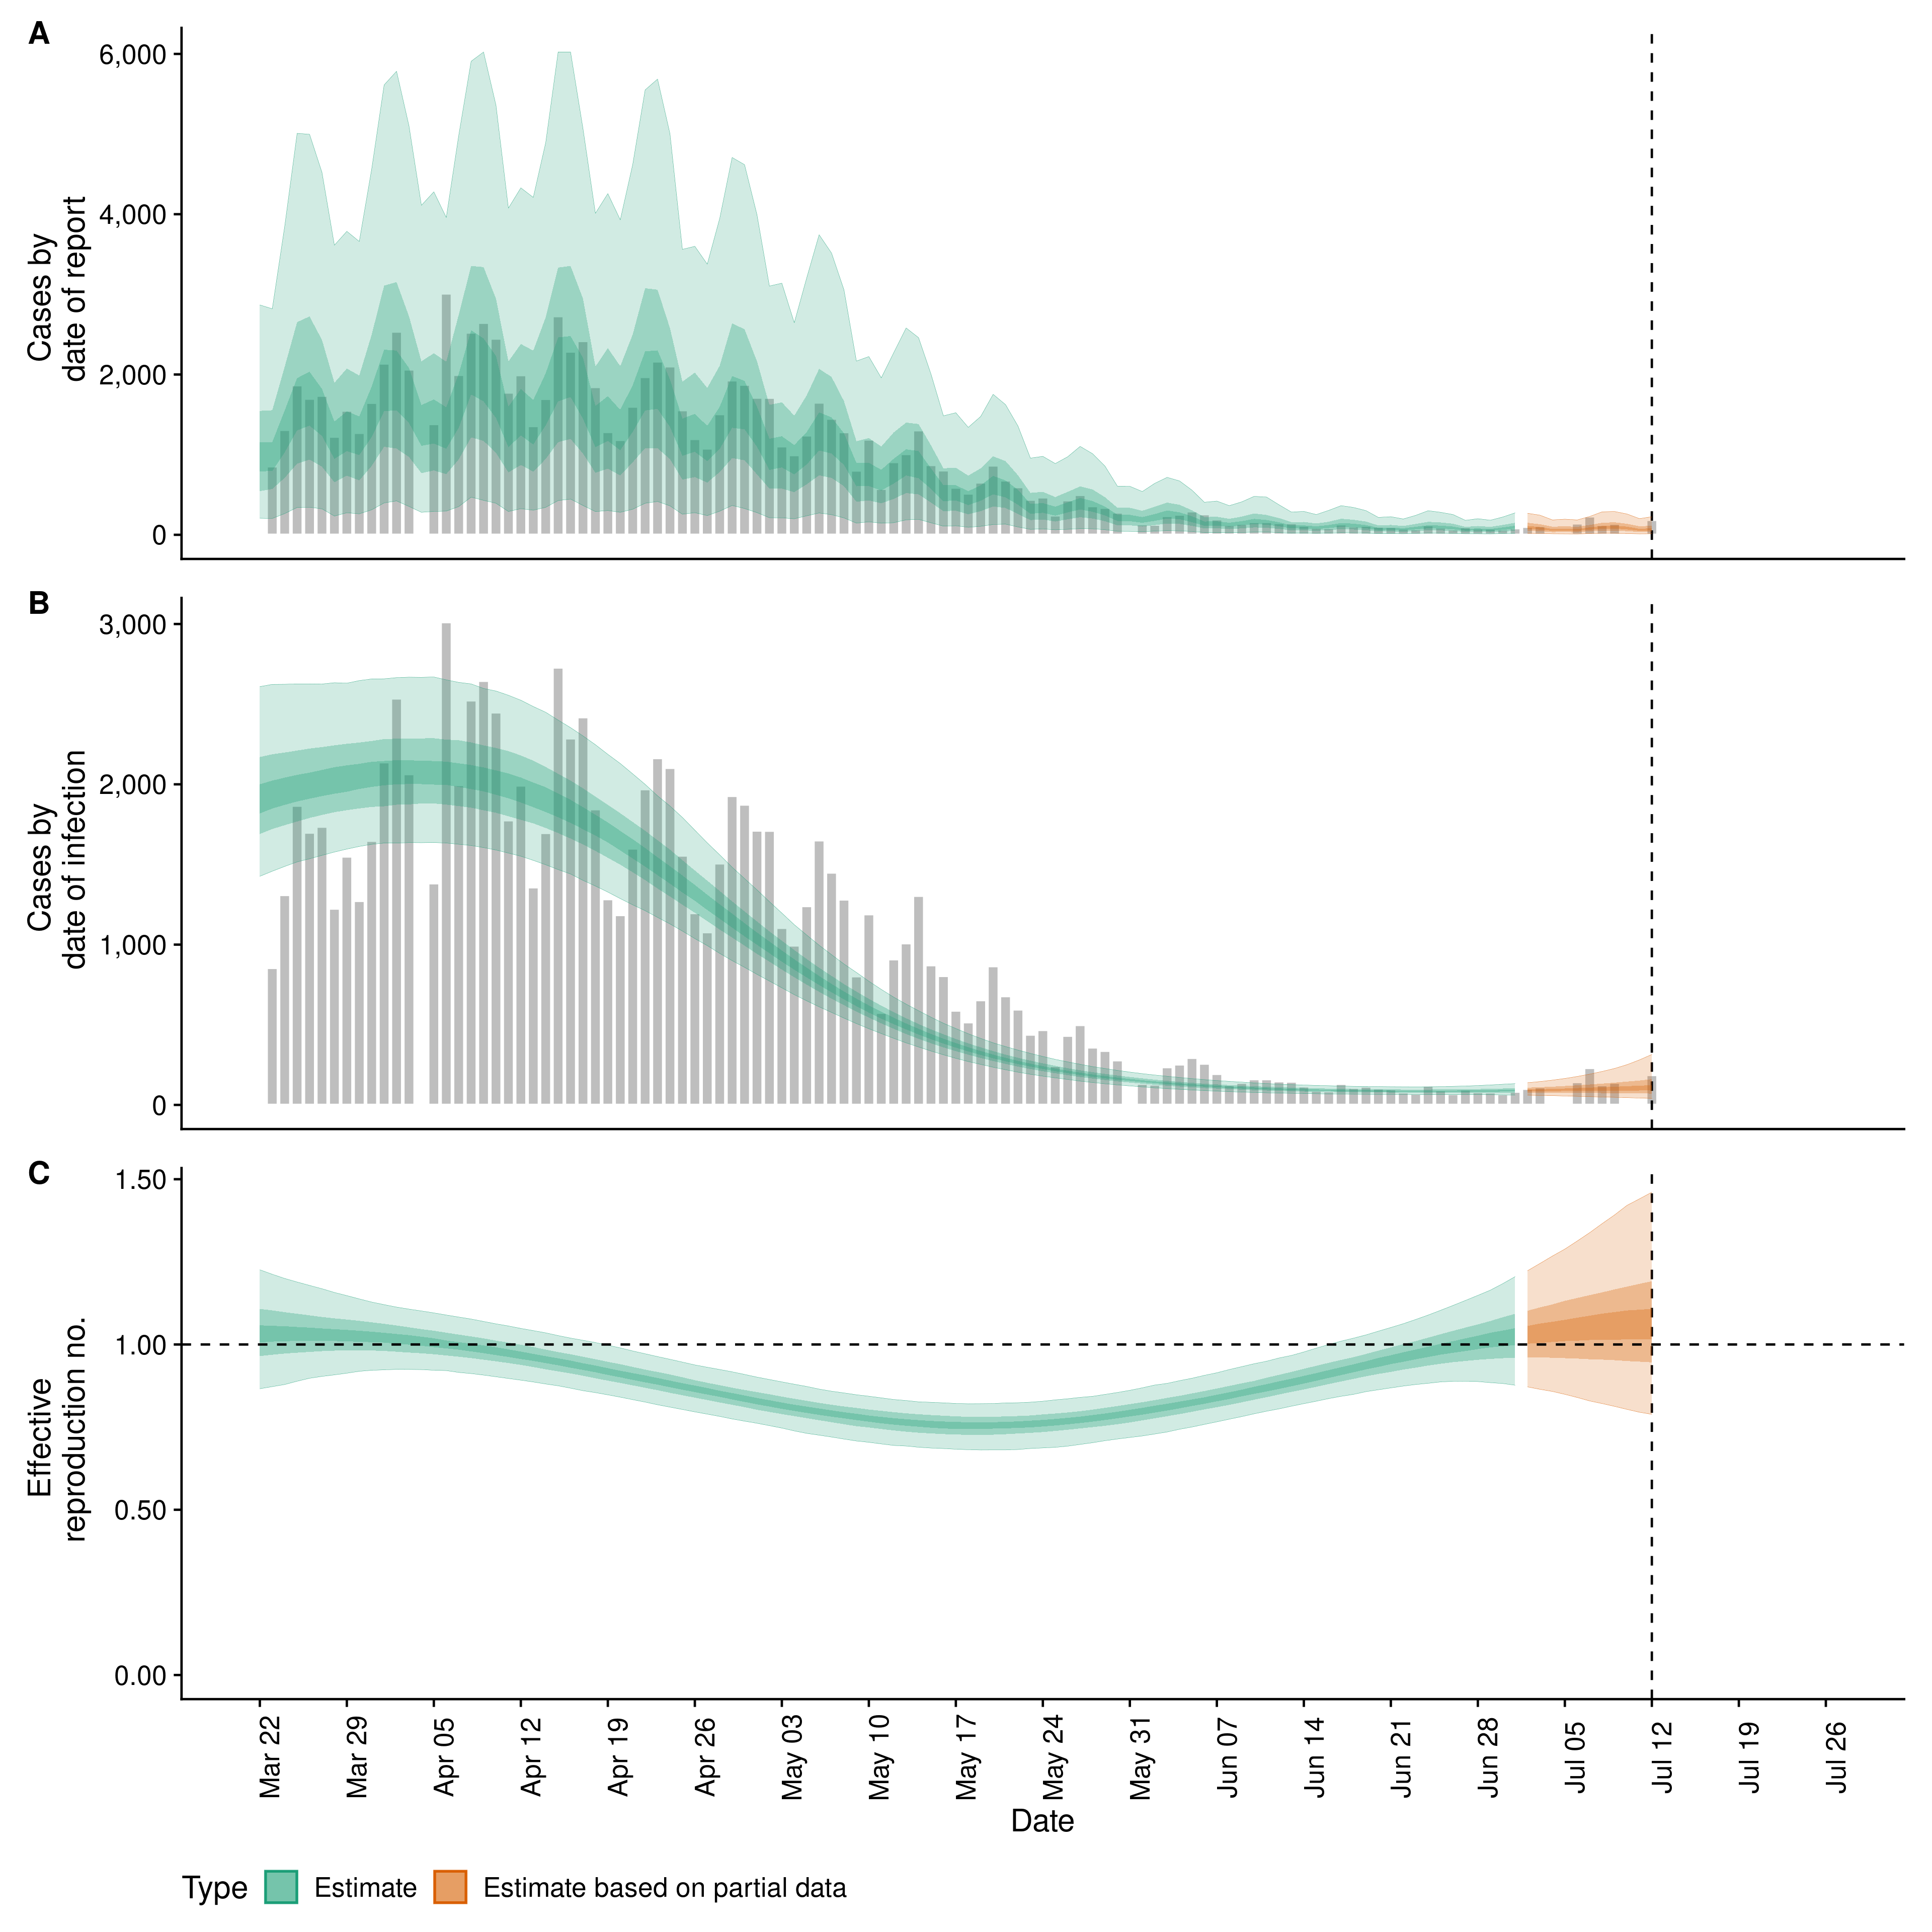 A
6,000
4,000
2,000
0
Cases by
date of report
B
3,000
2,000
1,000
0
Cases by
date of infection
C
1.50
1.00
0.50
0.00
Effective
reproduction no.
Mar 22
Mar 29
Apr 05
Apr 12
Apr 19
Apr 26
May 03
May 10
May 17
May 24
May 31
Jun 07
Jun 14
Jun 21
Jun 28
Jul 05
Jul 12
Jul 19
Jul 26
Date
Type Estimate Estimate based on partial data